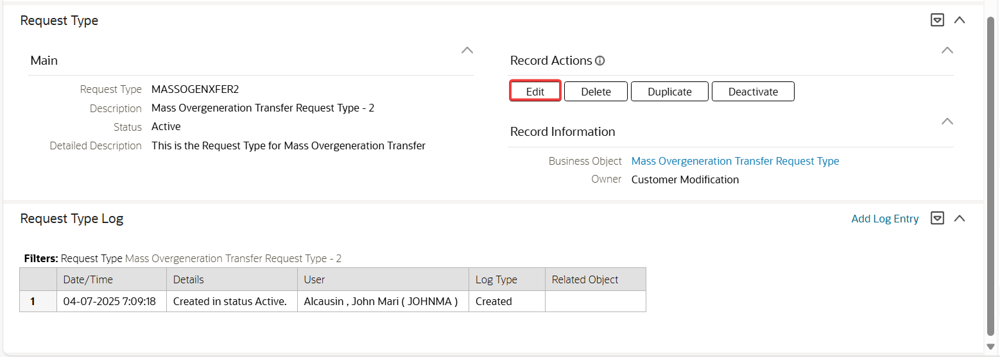 Request Type
Main
Request Type MASSOGENXFER2
Description Mass Overgeneration Transfer Request Type - 2
Status Active
Detailed Description This is the Request Type for Mass Overgeneration Transfer
Record Actions
Edit Delete Duplicate Deactivate
Record Information
Business Object Mass Overgeneration Transfer Request Type
Owner Customer Modification
Request Type Log
Add Log Entry
Filters: Request Type Mass Overgeneration Transfer Request Type - 2
Date/Time Details User Log Type Related Object
1 04-07-2025 7:09:18 Created in status Active. Alcausin , John Mari ( JOHNMA ) Created